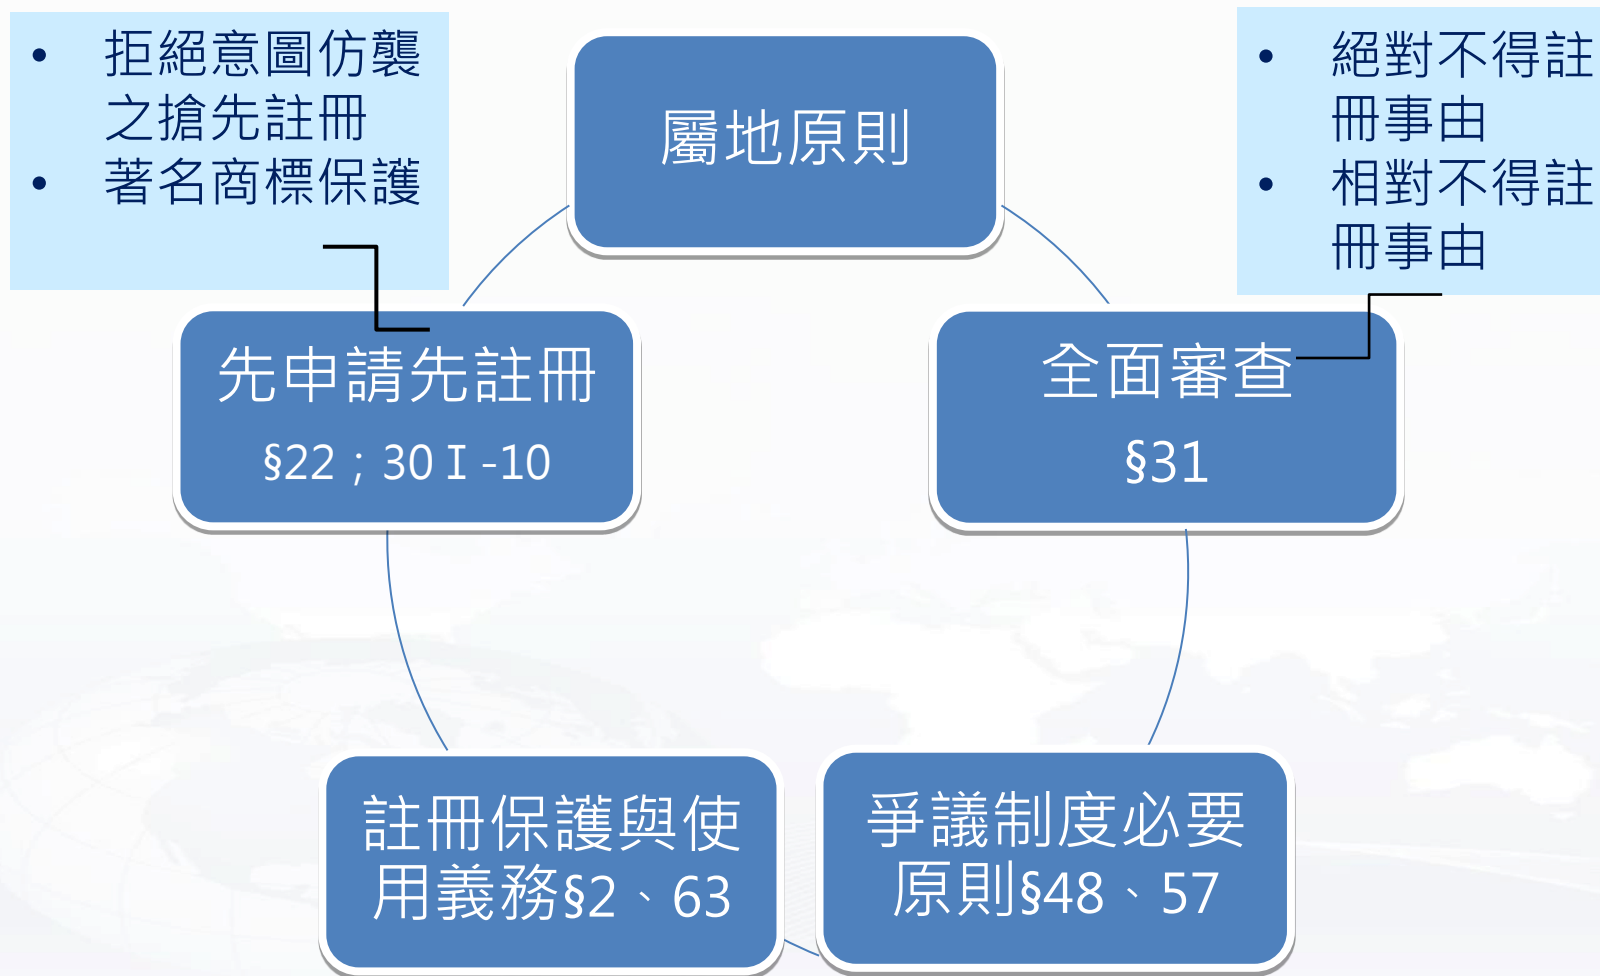 • 拒絕意圖仿襲
之搶先註冊
• 著名商標保護
屬地原則
• 絕對不得註
冊事由
• 相對不得註
冊事由
先申請先註冊
§22；30Ⅰ-10
全面審查
§31
註冊保護與使
用義務§2、63
爭議制度必要
原則§48、57